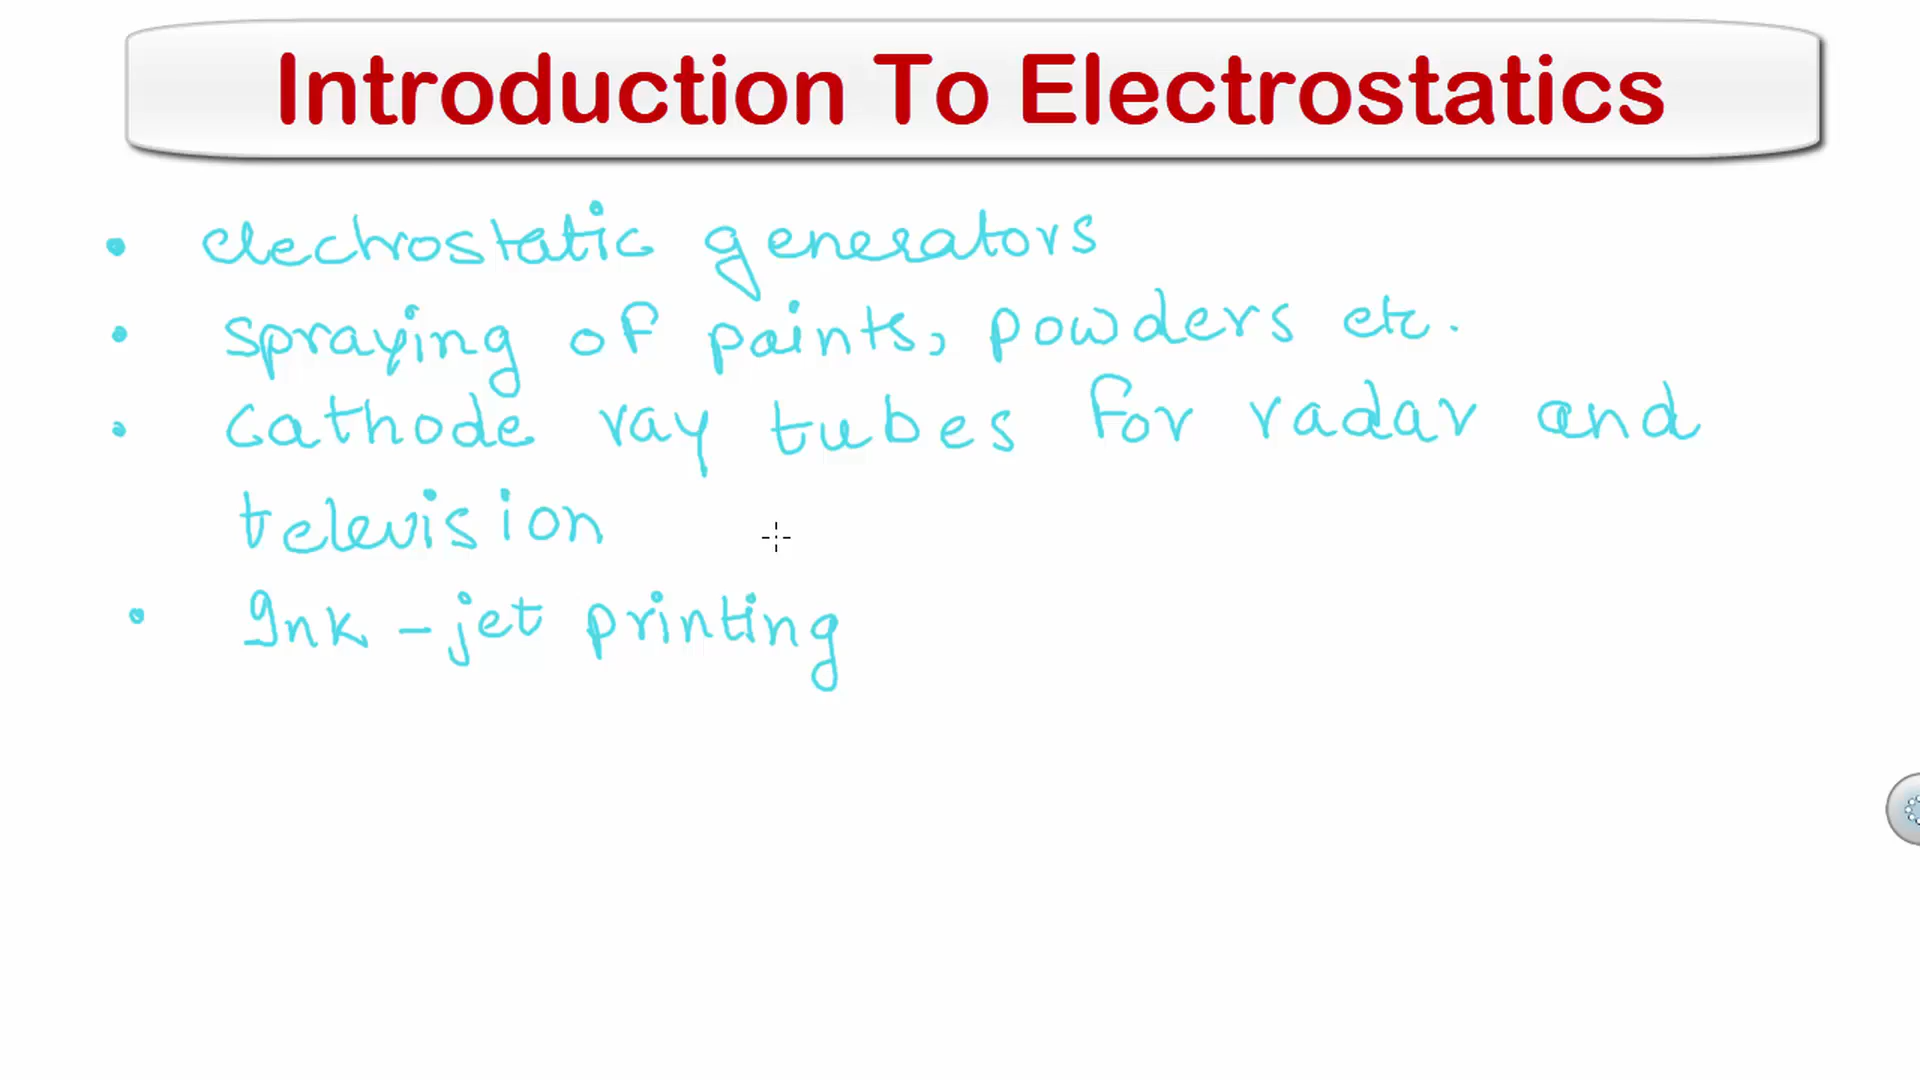 Introduction To Electrostatics
• electrostatic generators
• spraying of paints, powders etc.
• cathode ray tubes for radar and
television
• Ink-jet printing